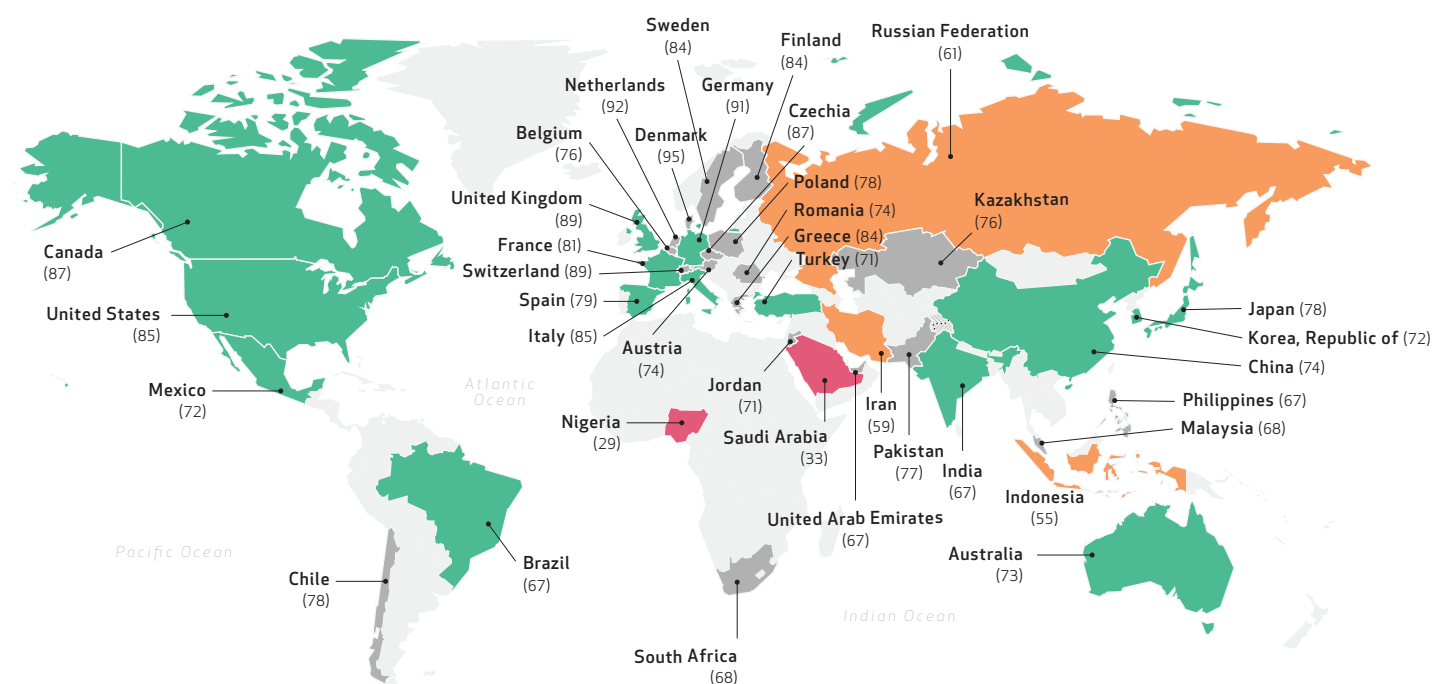 Sweden
(84)
Finland
(84)
Russian Federation
(61)
Netherlands
(92)
Germany
(91)
Czechia
(87)
Belgium
(76)
Denmark
(95)
Poland (78)
United Kingdom
(89)
Romania (74)
Kazakhstan
(76)
France (81)
Greece (84)
Canada
(87)
Switzerland (89)
Turkey (71)
Spain (79)
United States
(85)
Italy (85)
Japan (78)
Korea, Republic of (72)
Austria
(74)
China (74)
Mexico
(72)
Atlantic
Ocean
Jordan
(71)
Iran
(59)
Philippines (67)
Nigeria
(29)
Saudi Arabia
(33)
Malaysia (68)
Pakistan
(77)
India
(67)
Indonesia
(55)
United Arab Emirates
(67)
Pacific Ocean
Brazil
(67)
Australia
(73)
Chile
(78)
Indian Ocean
South Africa
(68)